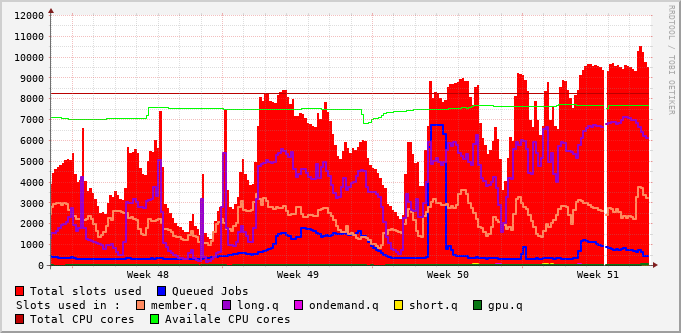 RRDTOOL / TOBI OETIKER
12000
11000
10000
9000
8000
7000
6000
5000
4000
3000
2000
1000
0
Week 48 Week 49 Week 50 Week 51
Total slots used Queued Jobs
Slots used in : member.q long.q ondemand.q short.q gpu.q
Total CPU cores Availale CPU cores